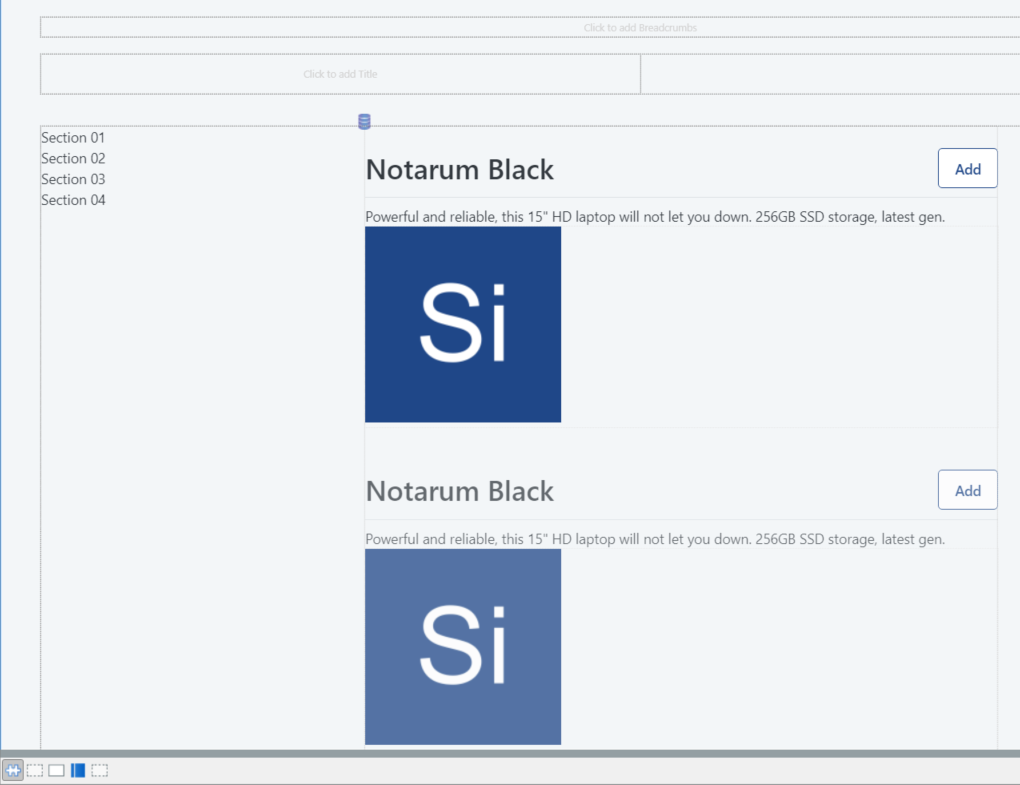 Click to add Breadcrumbs
Click to add Title
Section 01
Section 02
Section 03
Section 04
Notarum Black
Add
Powerful and reliable, this 15" HD laptop will not let you down. 256GB SSD storage, latest gen.
Si
Notarum Black
Add
Powerful and reliable, this 15" HD laptop will not let you down. 256GB SSD storage, latest gen.
Si